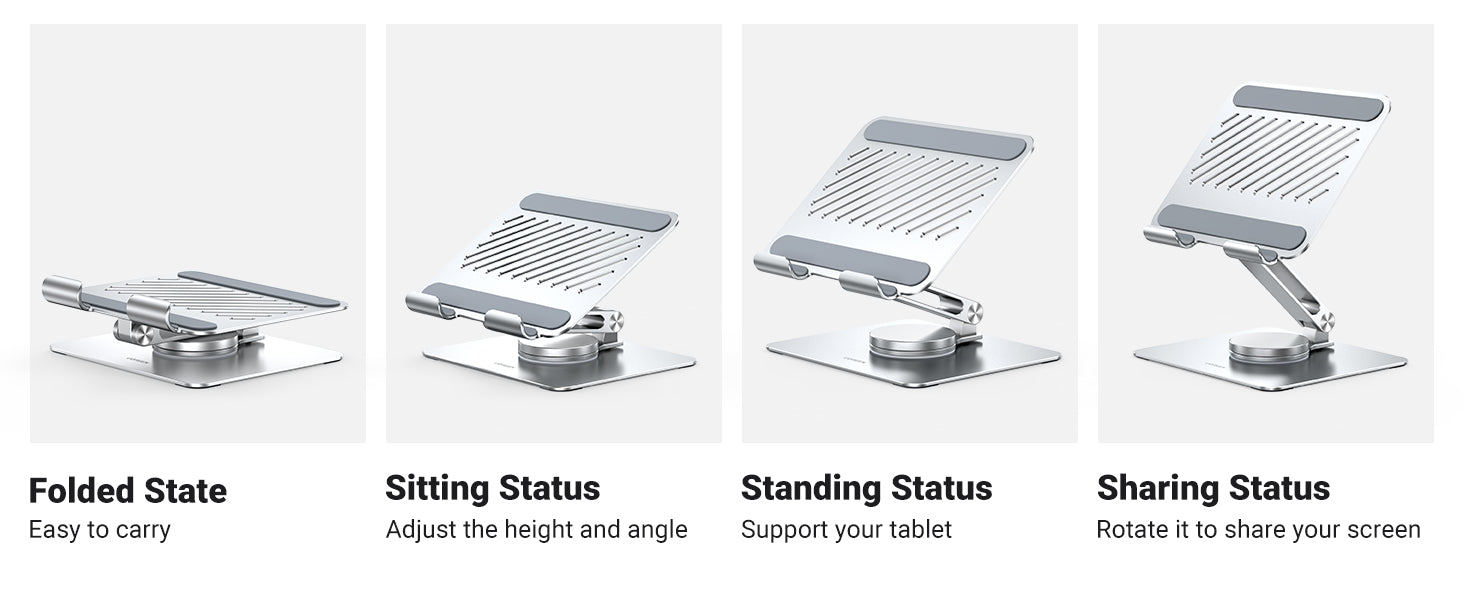 Folded State
Easy to carry
Sitting Status
Adjust the height and angle
Standing Status
Support your tablet
Sharing Status
Rotate it to share your screen